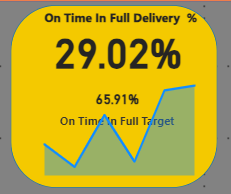 On Time In Full Delivery %
29.02%
65.91%
On Time In Full Target